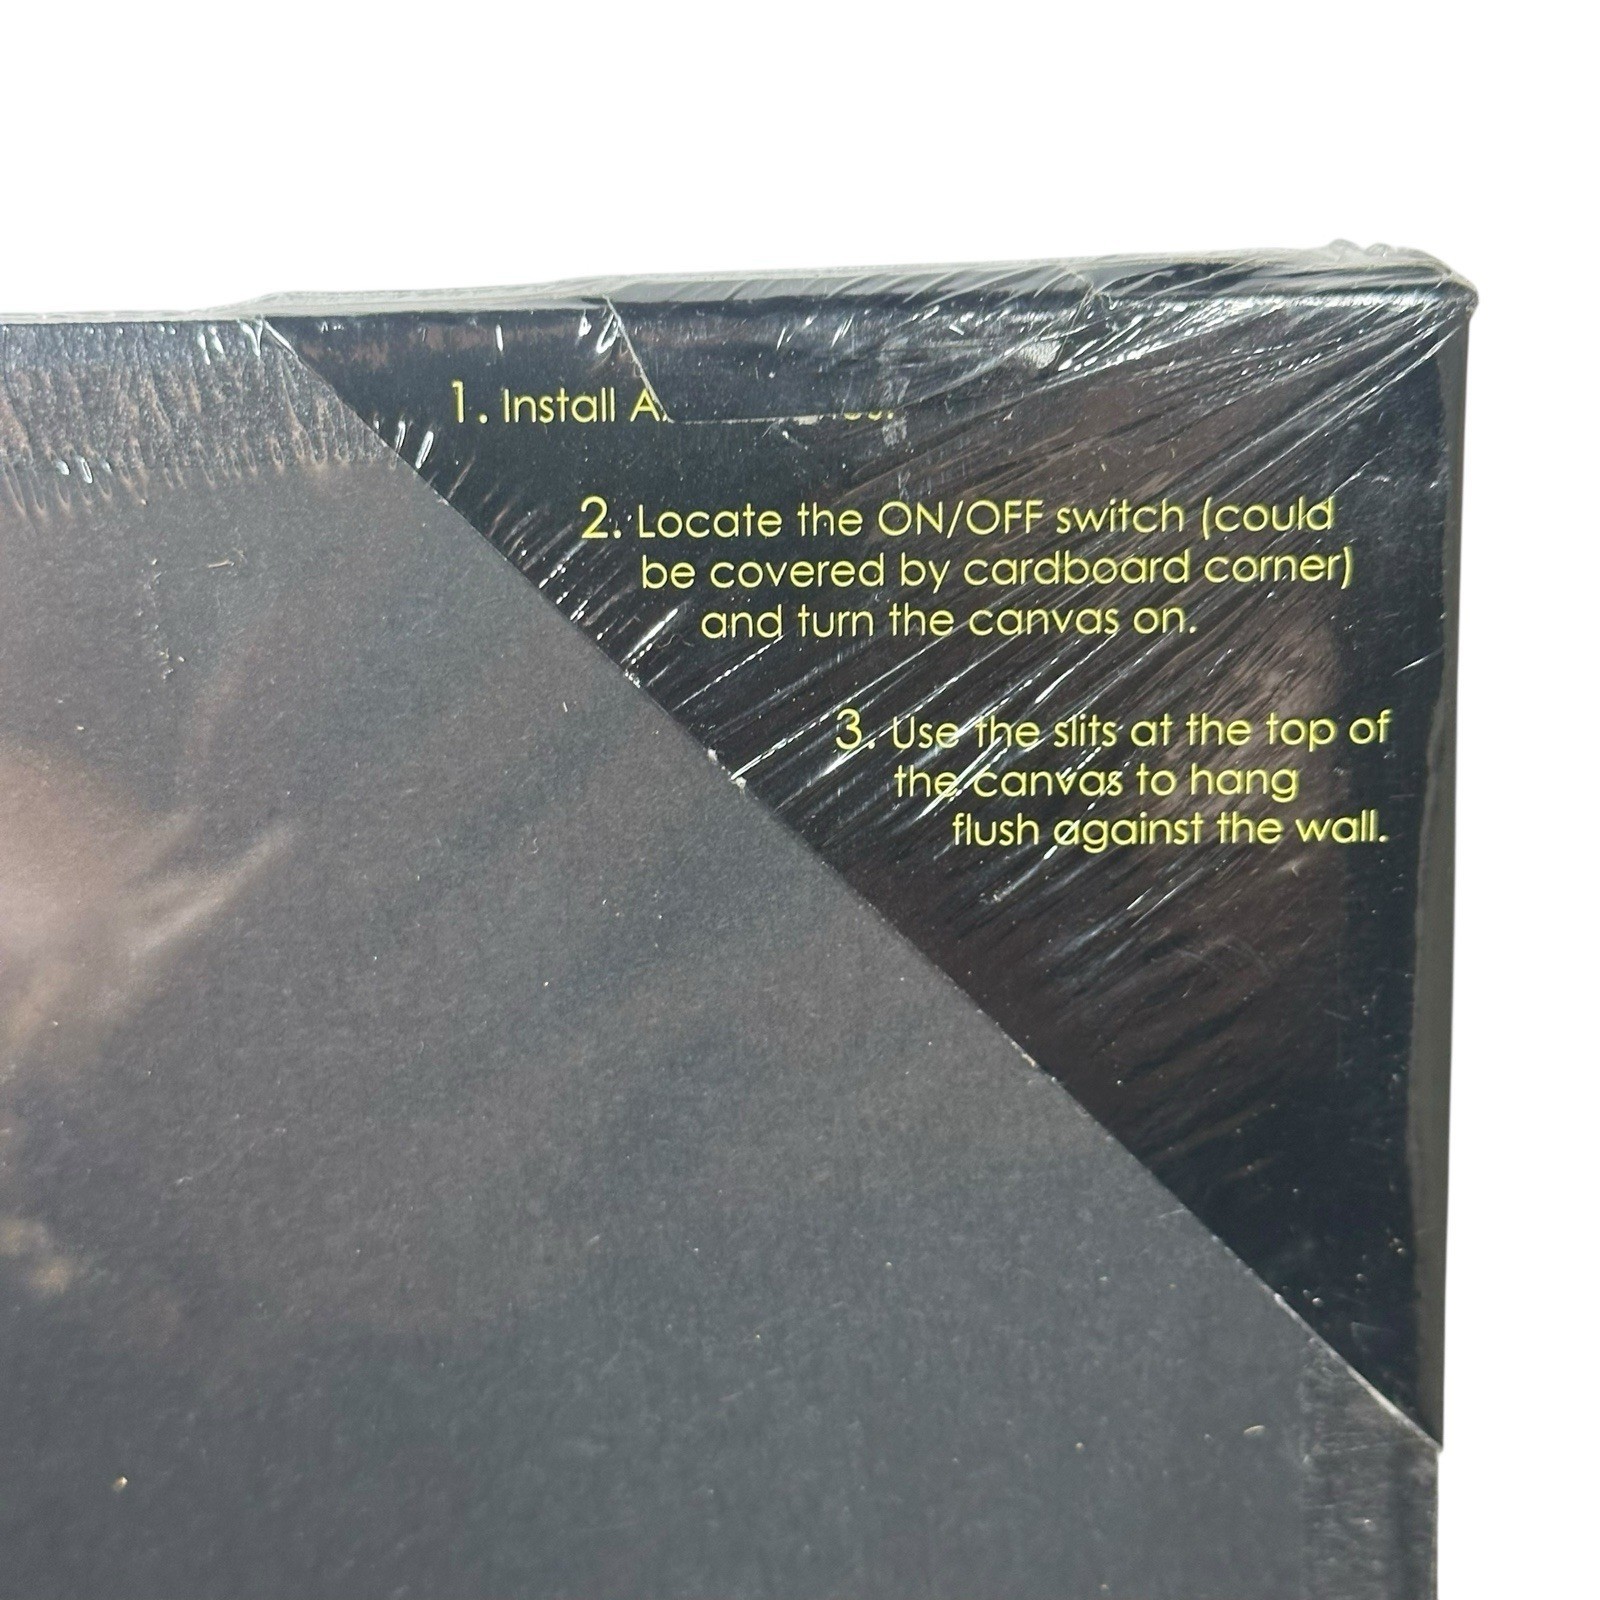 1. Install
2. Locate the ON/OFF switch (could
be covered by cardboard corner)
and turn the canvas on.
3. Use the slits at the top of
the canvas to hang
flush against the wall.